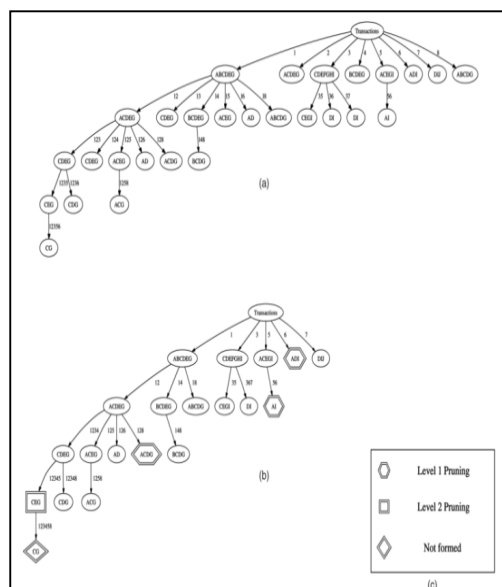 Transactions
1 2 3 4 5 6 7 8
ABCDEG ACDEG CDEFGHI BCDEG ACEGI ADI DIJ ABCDG
12 13 14 15 16 18 35 36 37 56
ACDEG CDEG BCDEG ACEG AD ABCDG CEGI DI DI AI
123 124 125 126 128 148
CDEG CDEG ACEG AD ACDG BCDG
1235 1236 1258
CEG CDG ACG
12356
CG
(a)
Transactions
1 3 5 6 7
ABCDEG CDEFGHI ACEGI ADI DIJ
12 14 18 35 367 56
ACDEG BCDEG ABCDG CEGI DI AI
1234 125 126 128 148
CDEG ACEG AD ACDG BCDG
12345 12348 1258
CEG CDG ACG
123458
CG
(b)
Level 1 Pruning
Level 2 Pruning
Not formed
(c)